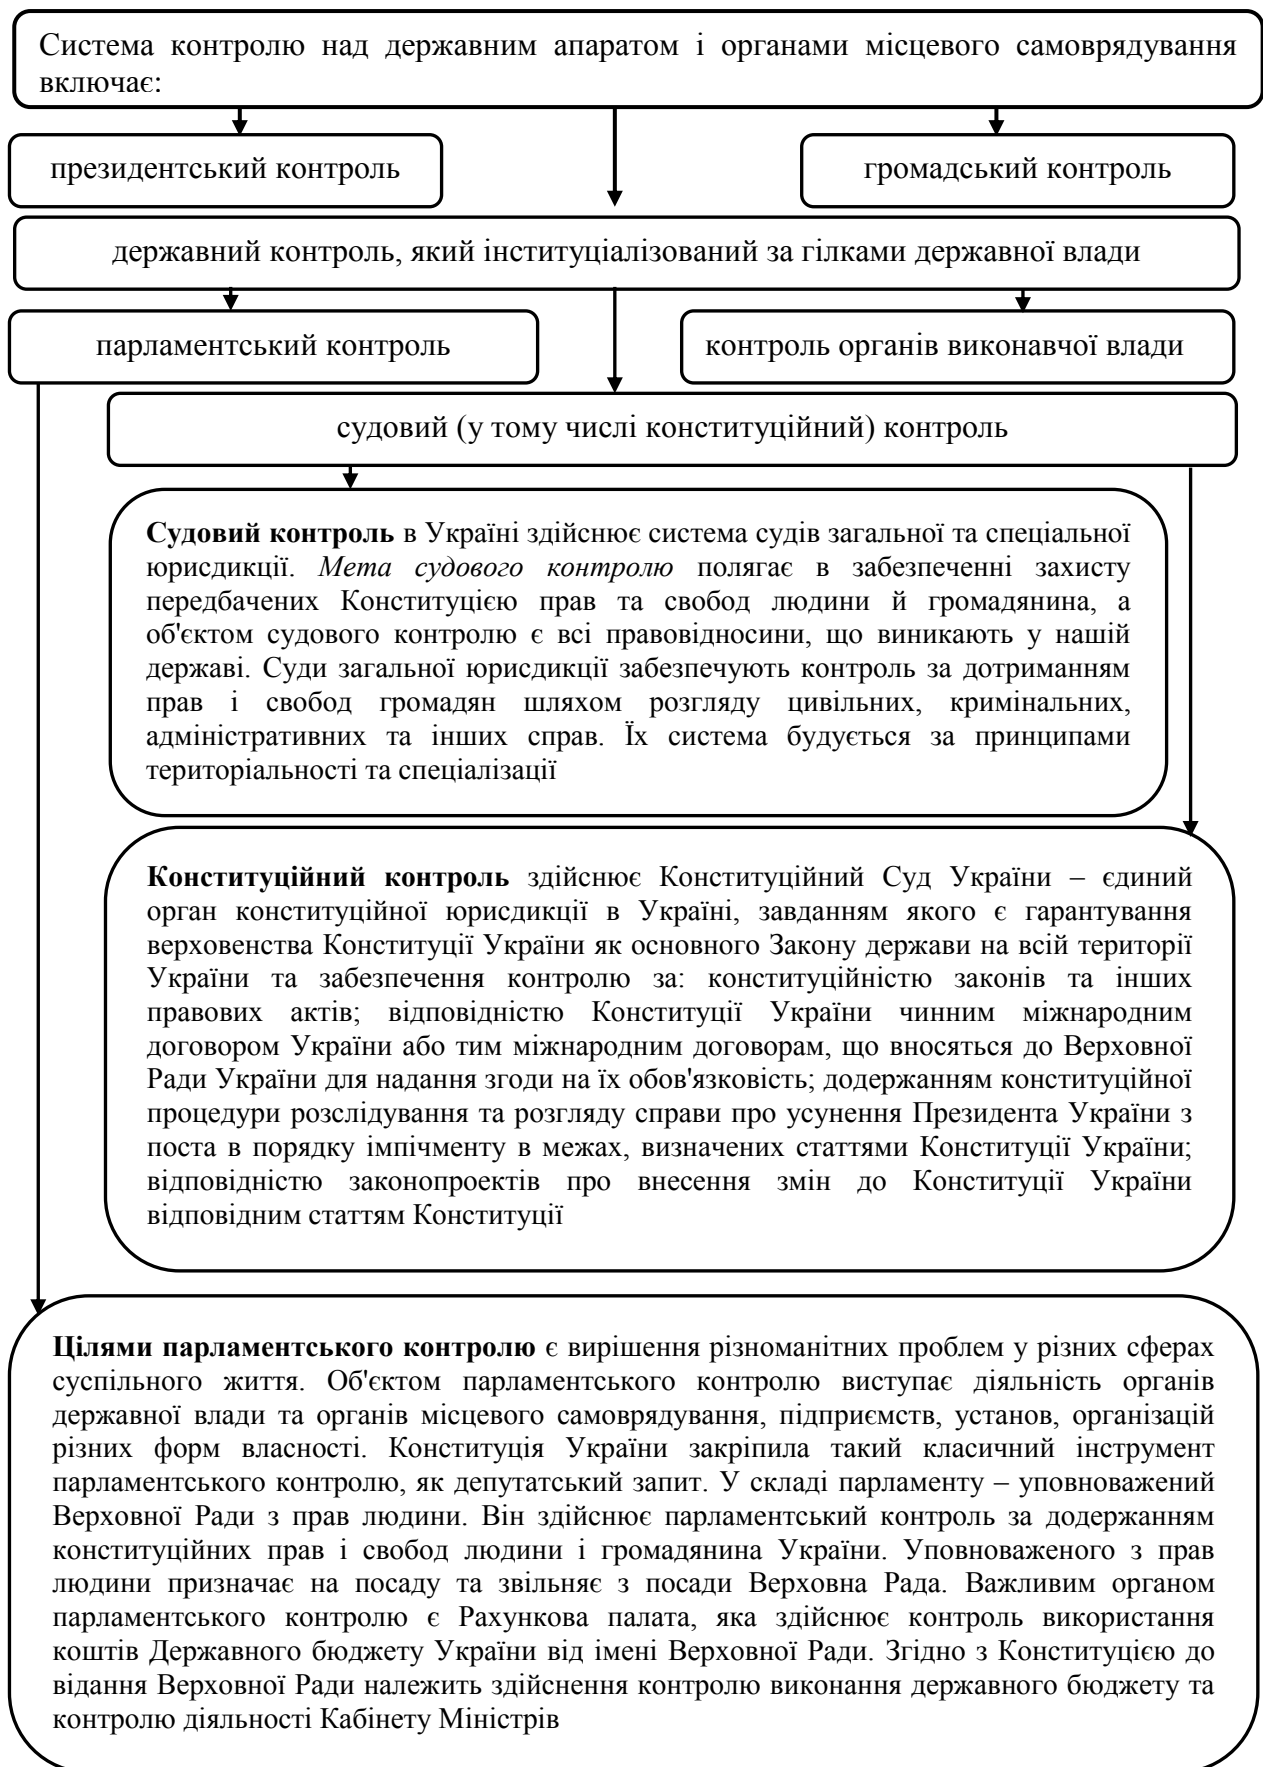 Система контролю над державним апаратом і органами місцевого самоврядування
включає:
президентський контроль
громадський контроль
державний контроль, який інституціалізований за гілками державної влади
парламентський контроль
контроль органів виконавчої влади
судовий (у тому числі конституційний) контроль
Судовий контроль в Україні здійснює система судів загальної та спеціальної
юрисдикції. Мета судового контролю полягає в забезпеченні захисту
передбачених Конституцією прав та свобод людини й громадянина, а
об'єктом судового контролю є всі правовідносини, що виникають у нашій
державі. Суди загальної юрисдикції забезпечують контроль за дотриманням
прав і свобод громадян шляхом розгляду цивільних, кримінальних,
адміністративних та інших справ. Їх система будується за принципами
територіальності та спеціалізації
Конституційний контроль здійснює Конституційний Суд України – єдиний
орган конституційної юрисдикції в Україні, завданням якого є гарантування
верховенства Конституції України як основного Закону держави на всій території
України та забезпечення контролю за: конституційністю законів та інших
правових актів; відповідністю Конституції України чинним міжнародним
договором України або тим міжнародним договорам, що вносяться до Верховної
Ради України для надання згоди на їх обов'язковість; додержанням конституційної
процедури розслідування та розгляду справи про усунення Президента України з
поста в порядку імпічменту в межах, визначених статтями Конституції України;
відповідністю законопроектів про внесення змін до Конституції України
відповідним статтям Конституції
Цілями парламентського контролю є вирішення різноманітних проблем у різних сферах
суспільного життя. Об'єктом парламентського контролю виступає діяльність органів
державної влади та органів місцевого самоврядування, підприємств, установ, організацій
різних форм власності. Конституція України закріпила такий класичний інструмент
парламентського контролю, як депутатський запит. У складі парламенту – уповноважений
Верховної Ради з прав людини. Він здійснює парламентський контроль за додержанням
конституційних прав і свобод людини і громадянина України. Уповноваженого з прав
людини призначає на посаду та звільняє з посади Верховна Рада. Важливим органом
парламентського контролю є Рахункова палата, яка здійснює контроль використання
коштів Державного бюджету України від імені Верховної Ради. Згідно з Конституцією до
відання Верховної Ради належить здійснення контролю виконання державного бюджету та
контролю діяльності Кабінету Міністрів